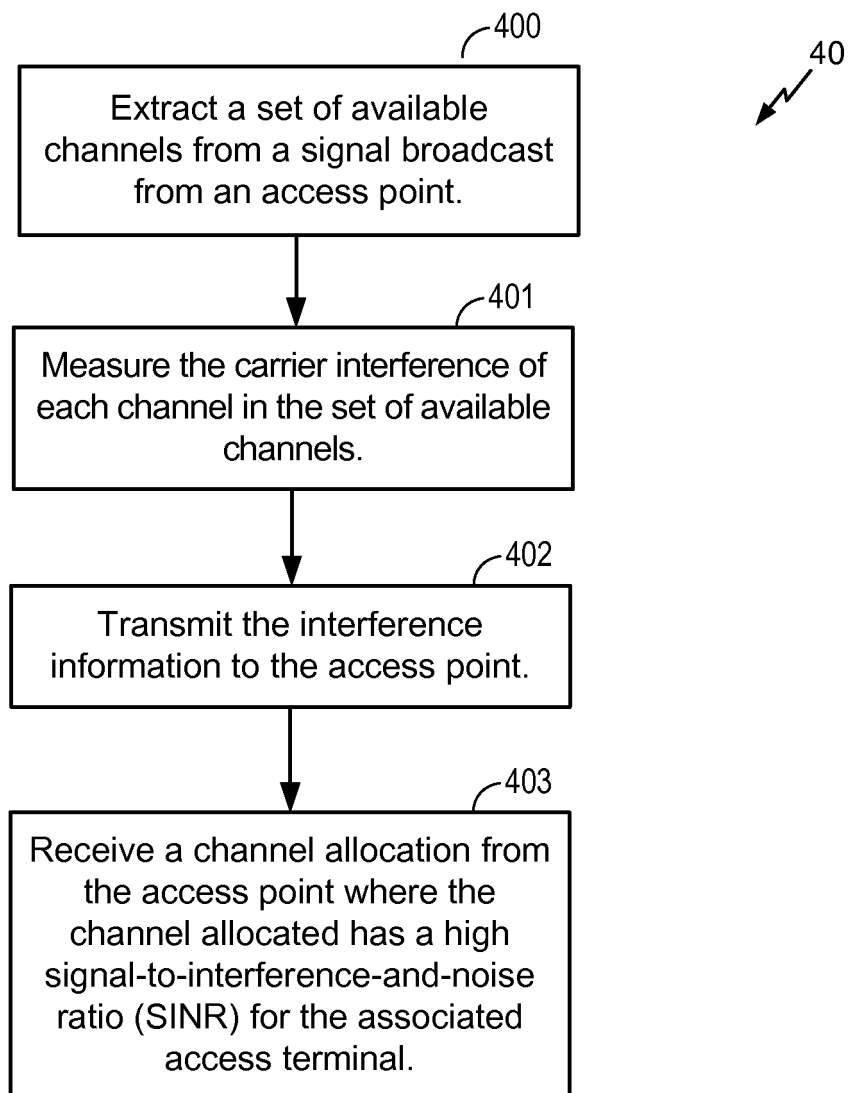 400
40
Extract a set of available
channels from a signal broadcast
from an access point.
401
Measure the carrier interference of
each channel in the set of available
channels.
402
Transmit the interference
information to the access point.
403
Receive a channel allocation from
the access point where the
channel allocated has a high
signal-to-interference-and-noise
ratio (SINR) for the associated
access terminal.